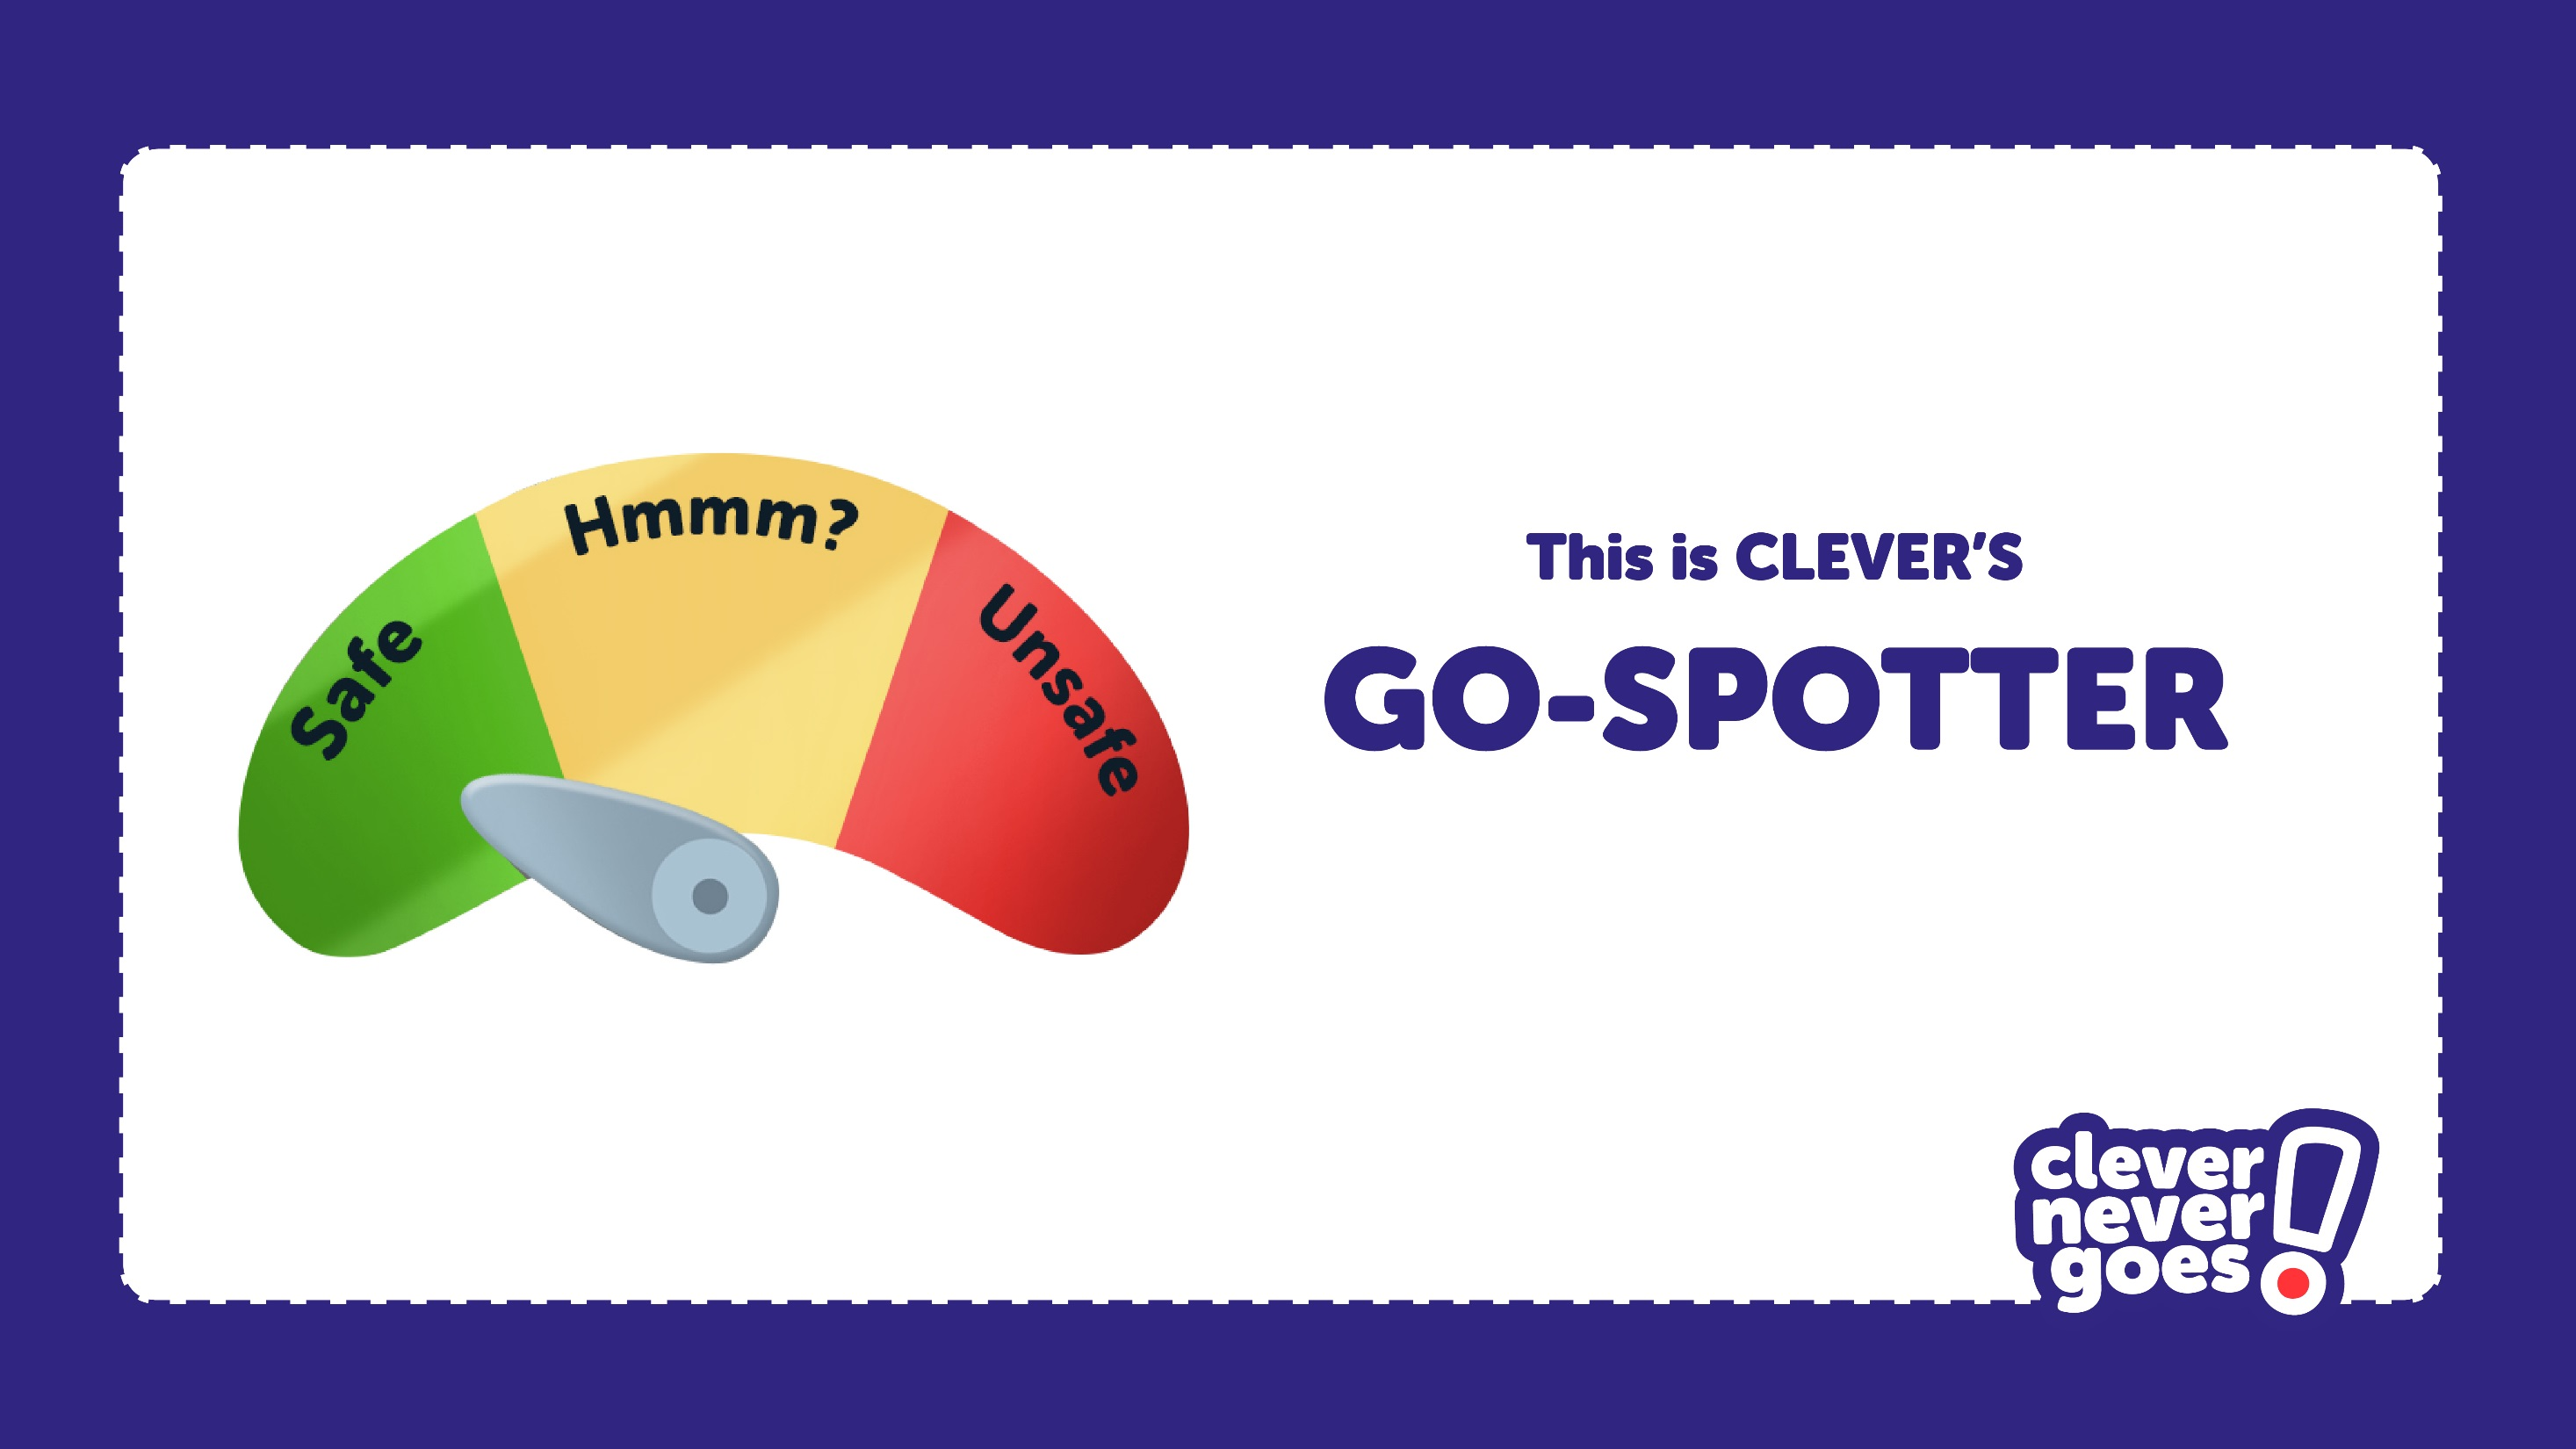 Safe
Hmmm?
Unsafe
This is CLEVER'S
GO-SPOTTER
clever
never
goes!